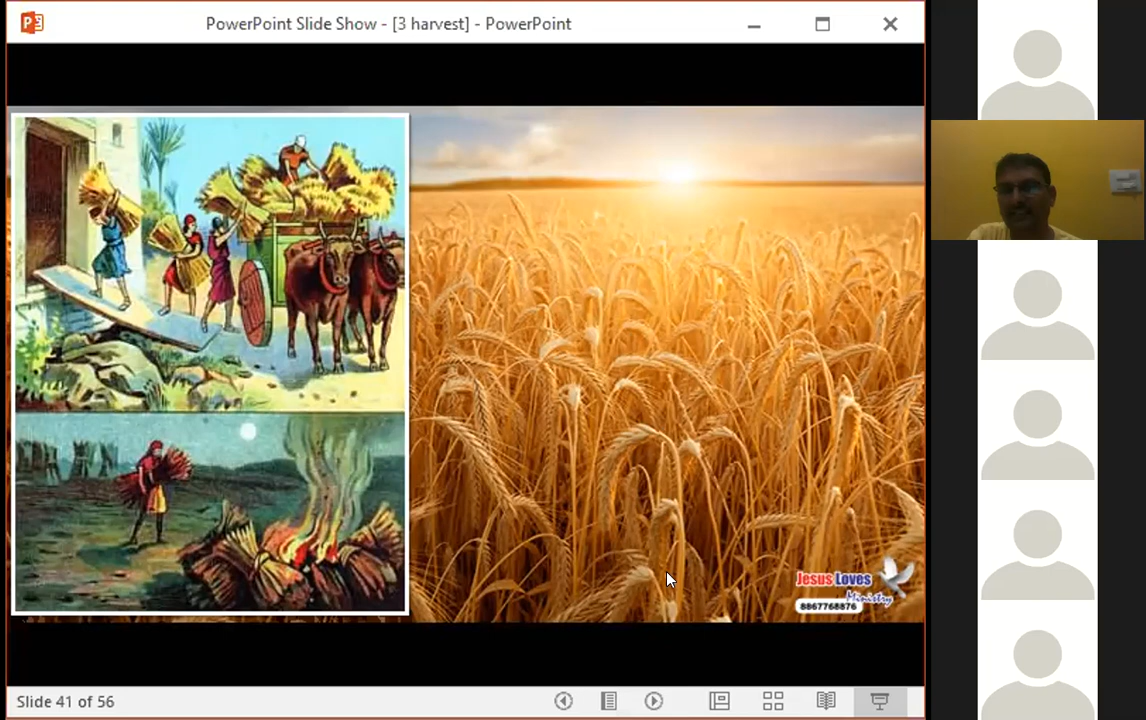 PowerPoint Slide Show - [3 harvest] - PowerPoint
Jesus Loves
Ministry
8867768876
Slide 41 of 56